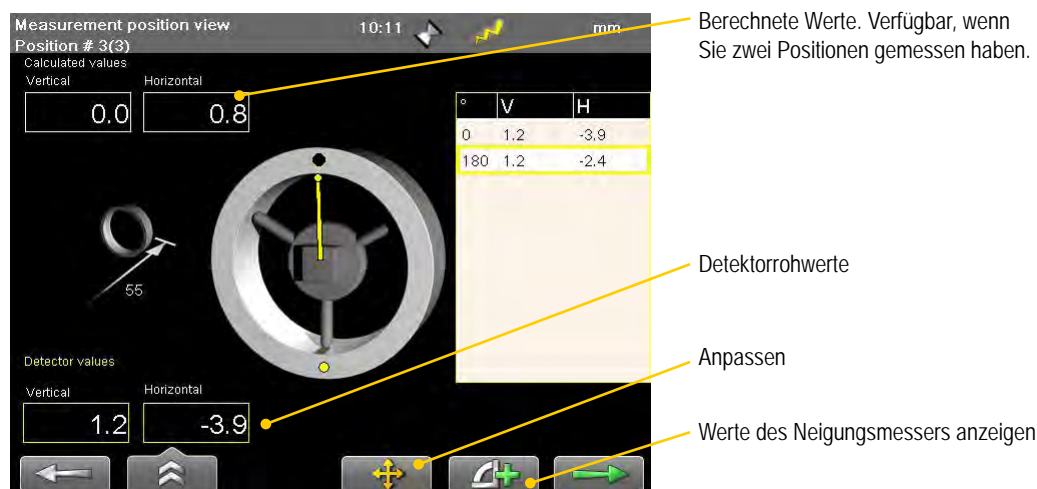 Measurement position view 10:11 mm
Position # 3(3)
Calculated values
Vertical Horizontal
0.0 0.8
° V H
0 1.2 -3.9
180 1.2 -2.4
55
Detector values
Vertical Horizontal
1.2 -3.9
Berechnete Werte. Verfügbar, wenn
Sie zwei Positionen gemessen haben.
Detektorrohwerte
Anpassen
Werte des Neigungsmessers anzeigen